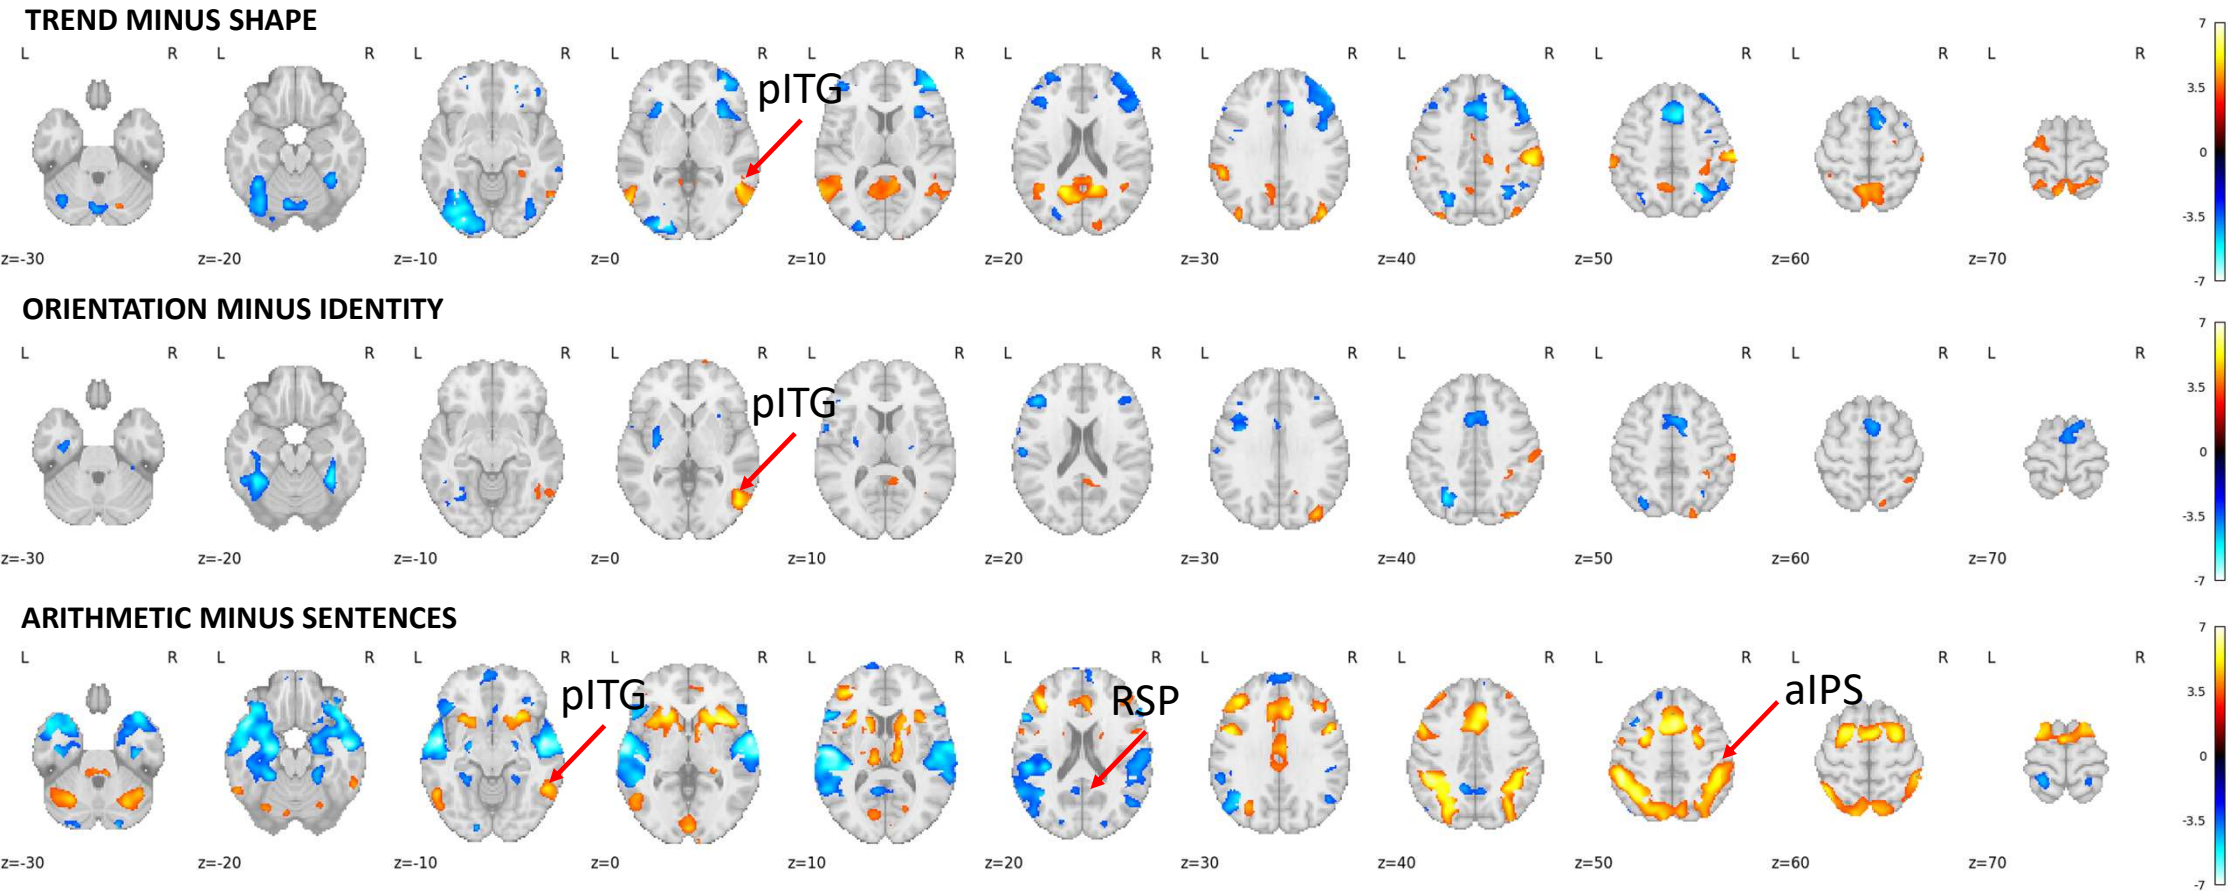 TREND MINUS SHAPE
L R L R L R L R L R L R L R L R L R L R L R
pITG
7
3.5
0
-3.5
-7
z=-30 z=-20 z=-10 z=0 z=10 z=20 z=30 z=40 z=50 z=60 z=70
ORIENTATION MINUS IDENTITY
L R L R L R L R L R L R L R L R L R L R L R
pITG
7
3.5
0
-3.5
-7
z=-30 z=-20 z=-10 z=0 z=10 z=20 z=30 z=40 z=50 z=60 z=70
ARITHMETIC MINUS SENTENCES
L R L R L R L R L R L R L R L R L R L R L R
pITG
RSP
aIPS
7
3.5
0
-3.5
-7
z=-30 z=-20 z=-10 z=0 z=10 z=20 z=30 z=40 z=50 z=60 z=70